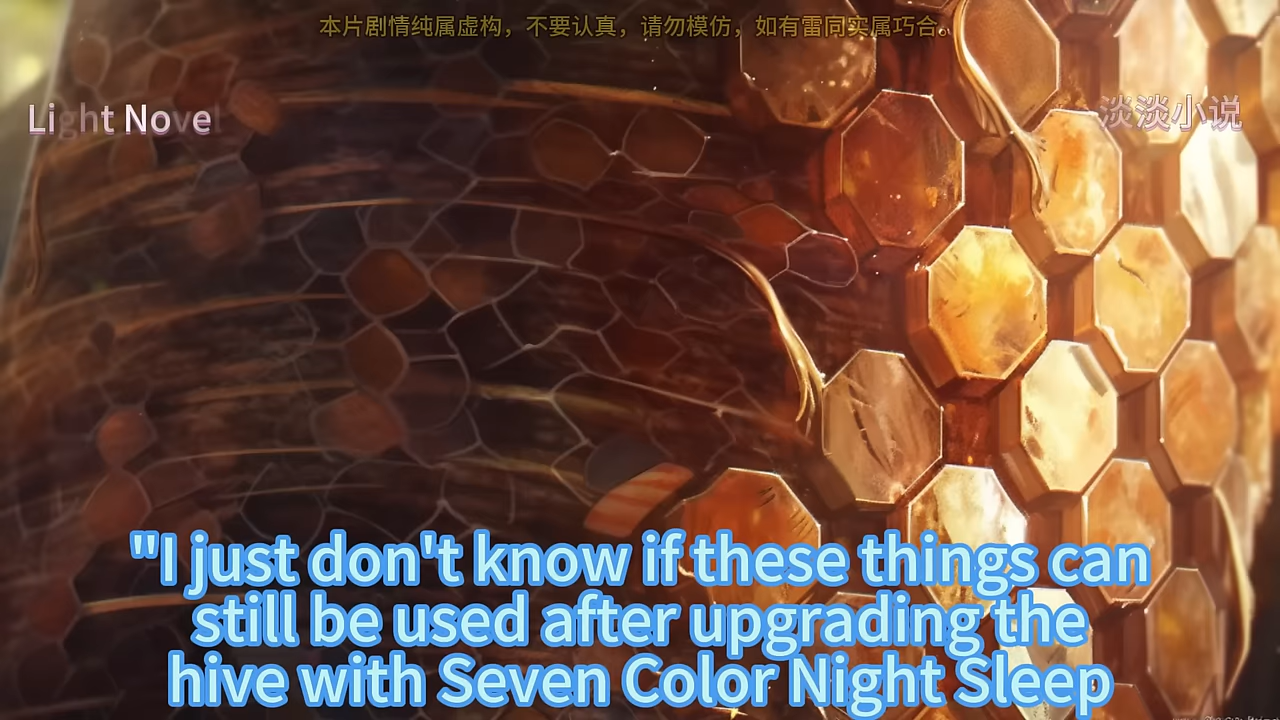 本片剧情纯属虚构，不要认真，请勿模仿，如有雷同实属巧合。
Light Novel
淡淡小说
"I just don't know if these things can
still be used after upgrading the
hive with Seven Color Night Sleep